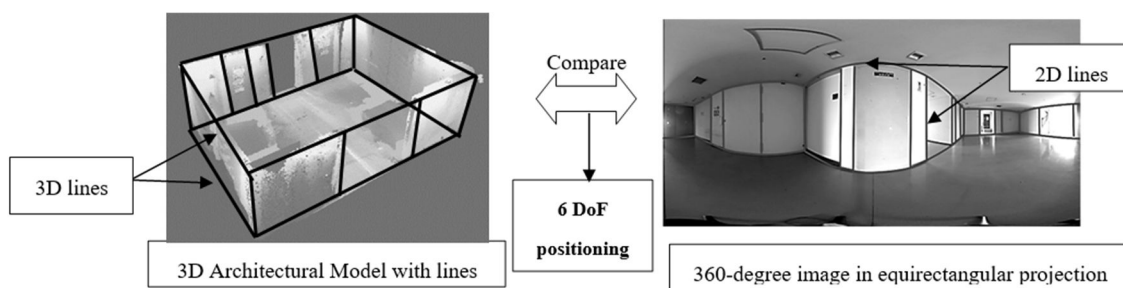 Compare
2D lines
3D lines
6 DoF
positioning
3D Architectural Model with lines
360-degree image in equirectangular projection